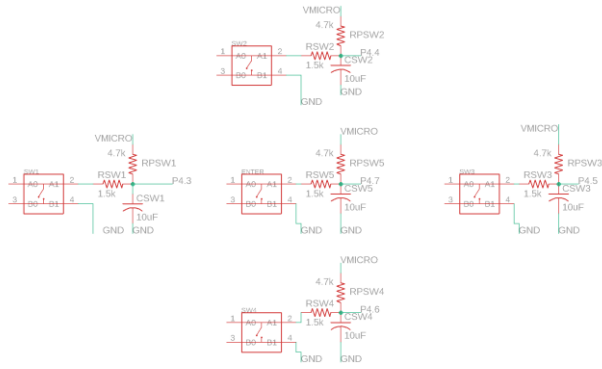 VMICRO
4.7k
RPSW2
SW2
RSW2
P4.4
1 A0 A1 2
CSW2
3 B0 B1 4
1.5k
10uF
GND
GND
VMICRO
4.7k
RPSW1
SW1
RSW1
P4.3
1 A0 A1 2
1.5k
CSW1
3 B0 B1 4
10uF
GND GND
VMICRO
4.7k
RPSW5
ENTER
RSW5
P4.7
1 A0 A1 2
1.5k
CSW5
3 B0 B1 4
10uF
GND GND
VMICRO
4.7k
RPSW3
SW3
RSW3
P4.5
1 A0 A1 2
1.5k
CSW3
3 B0 B1 4
10uF
GND GND
VMICRO
4.7k
RPSW4
SW4
RSW4
P4.6
1 A0 A1 2
1.5k
CSW4
3 B0 B1 4
10uF
GND GND